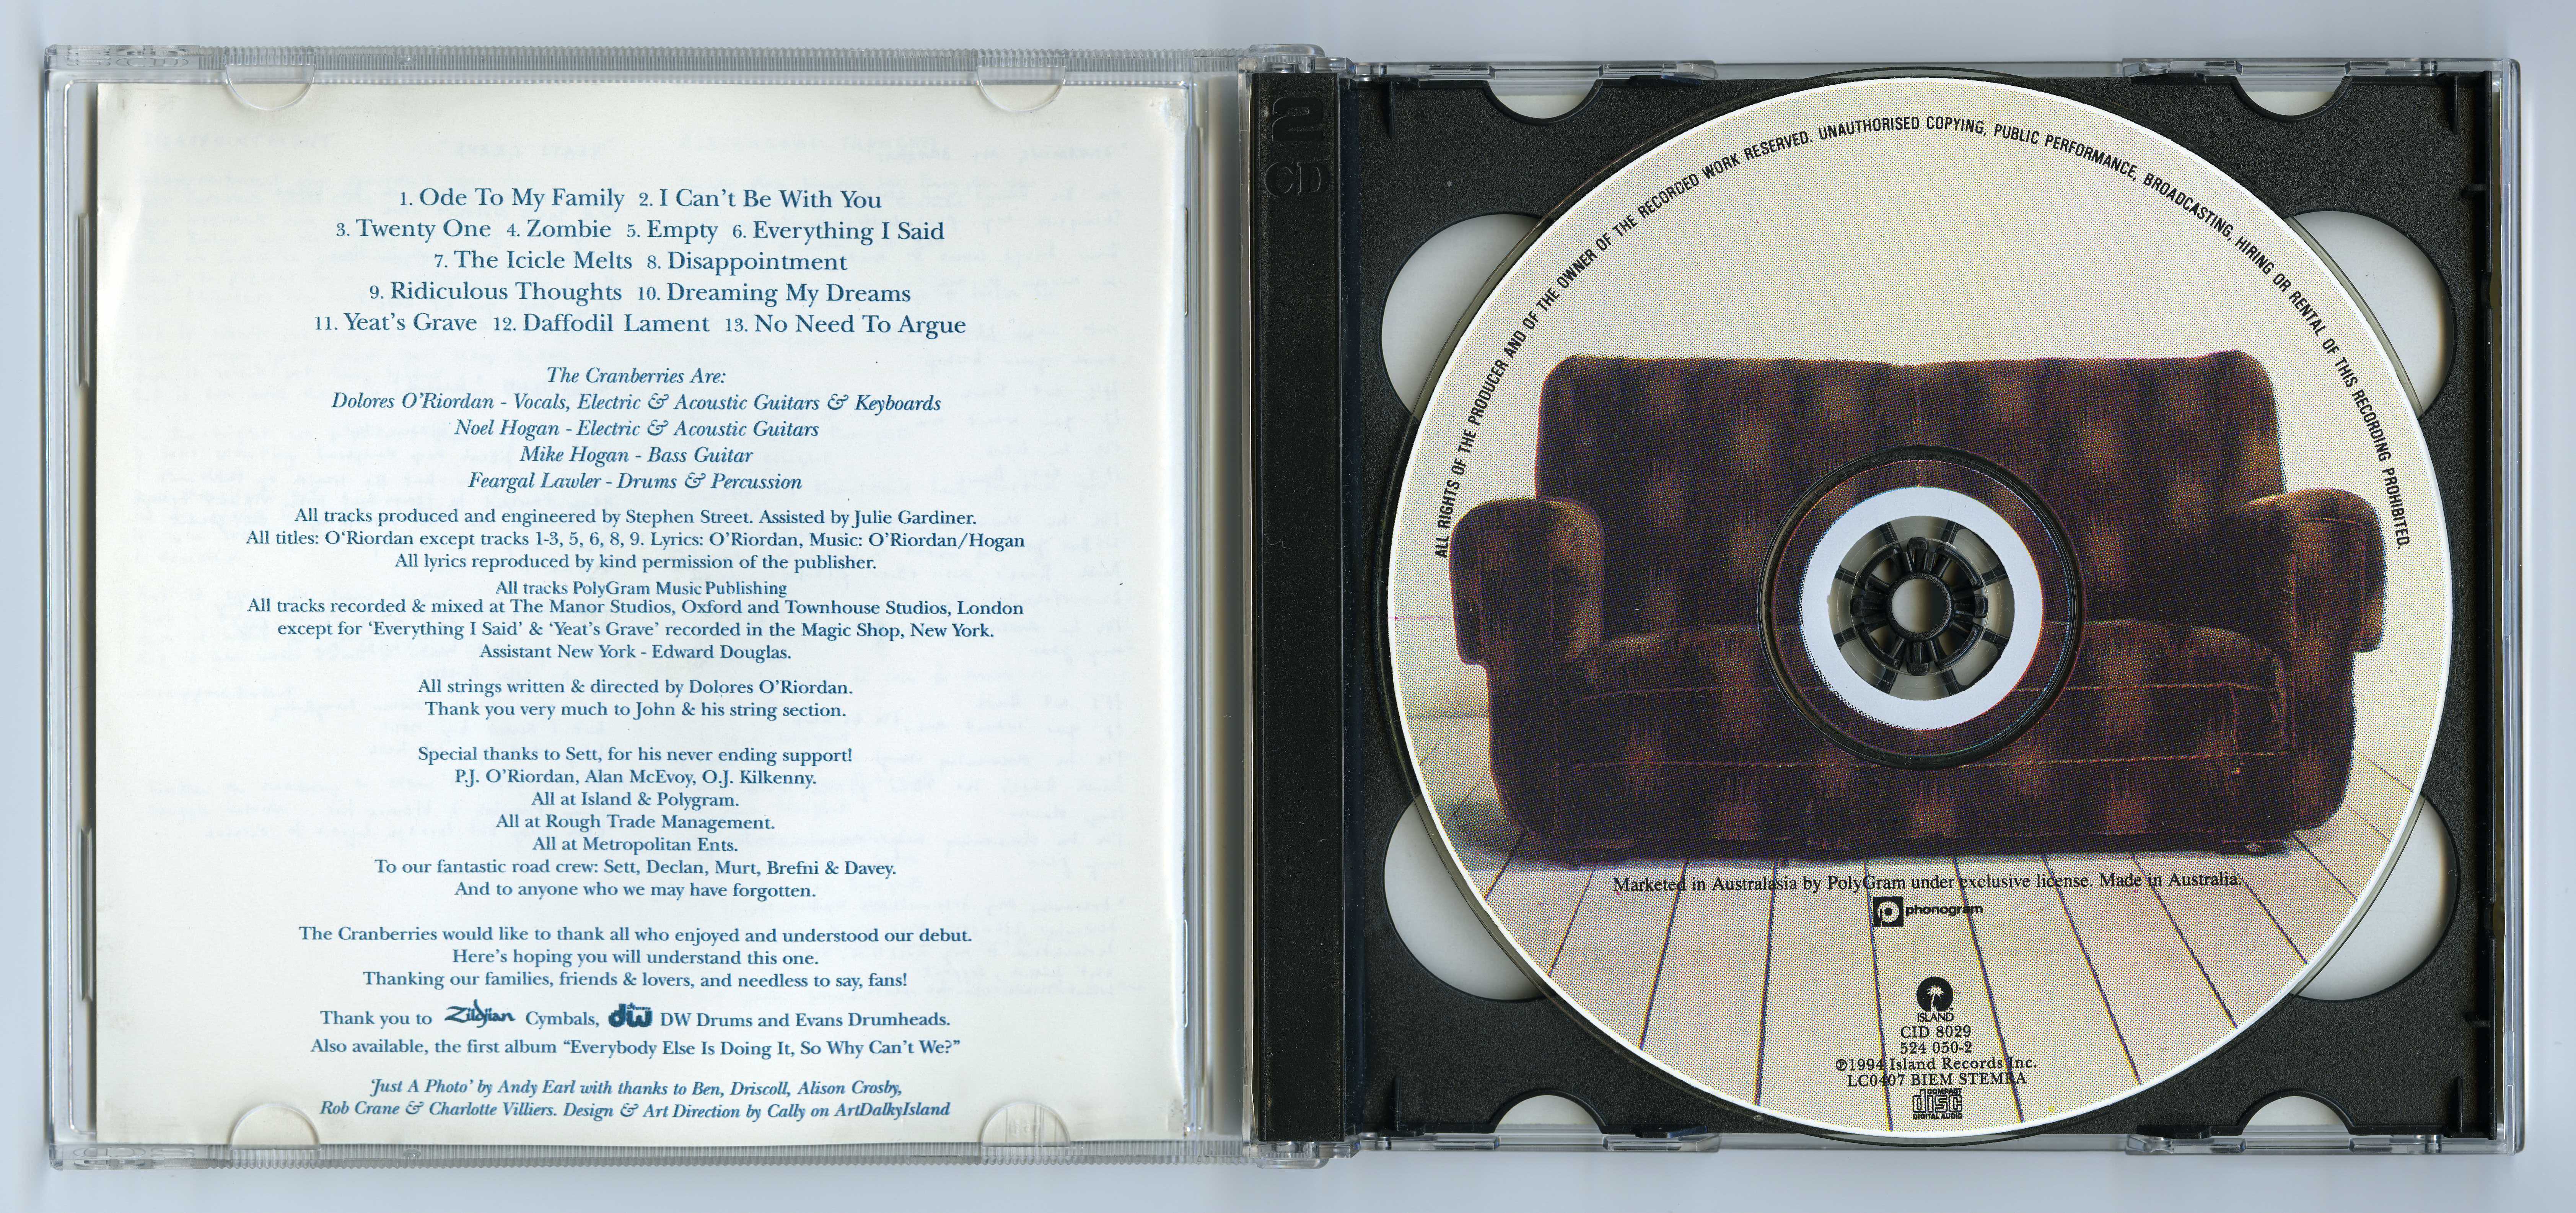 1. Ode To My Family 2. I Can't Be With You
3. Twenty One 4. Zombie 5. Empty 6. Everything I Said
7. The Icicle Melts 8. Disappointment
9. Ridiculous Thoughts 10. Dreaming My Dreams
11. Yeat's Grave 12. Daffodil Lament 13. No Need To Argue
The Cranberries Are:
Dolores O'Riordan - Vocals, Electric & Acoustic Guitars & Keyboards
Noel Hogan - Electric & Acoustic Guitars
Mike Hogan - Bass Guitar
Feargal Lawler - Drums & Percussion
All tracks produced and engineered by Stephen Street. Assisted by Julie Gardiner.
All titles: O‘Riordan except tracks 1-3, 5, 6, 8, 9. Lyrics: O'Riordan, Music: O'Riordan/Hogan
All lyrics reproduced by kind permission of the publisher.
All tracks PolyGram Music Publishing
All tracks recorded & mixed at The Manor Studios, Oxford and Townhouse Studios, London
except for ‘Everything I Said’ & ‘Yeat's Grave’ recorded in the Magic Shop, New York.
Assistant New York - Edward Douglas.
All strings written & directed by Dolores O'Riordan.
Thank you very much to John & his string section.
Special thanks to Sett, for his never ending support!
P.J. O'Riordan, Alan McEvoy, O.J. Kilkenny.
All at Island & Polygram.
All at Rough Trade Management.
All at Metropolitan Ents.
To our fantastic road crew: Sett, Declan, Murt, Brefni & Davey.
And to anyone who we may have forgotten.
The Cranberries would like to thank all who enjoyed and understood our debut.
Here's hoping you will understand this one.
Thanking our families, friends & lovers, and needless to say, fans!
Thank you to Zildjian Cymbals, dw DW Drums and Evans Drumheads.
Also available, the first album “Everybody Else Is Doing It, So Why Can't We?”
‘Just A Photo’ by Andy Earl with thanks to Ben, Driscoll, Alison Crosby,
Rob Crane & Charlotte Villiers. Design & Art Direction by Cally on ArtDalkyIsland
2
CD
ALL RIGHTS OF THE PRODUCER AND OF THE OWNER OF THE RECORDED WORK RESERVED. UNAUTHORISED COPYING, PUBLIC PERFORMANCE, BROADCASTING, HIRING OR RENTAL OF THIS RECORDING PROHIBITED.
Marketed in Australasia by PolyGram under exclusive license. Made in Australia.
phonogram
ISLAND
CID 8029
524 050-2
℗1994 Island Records Inc.
LC0407 BIEM STEMRA
COMPACT
disc
DIGITAL AUDIO